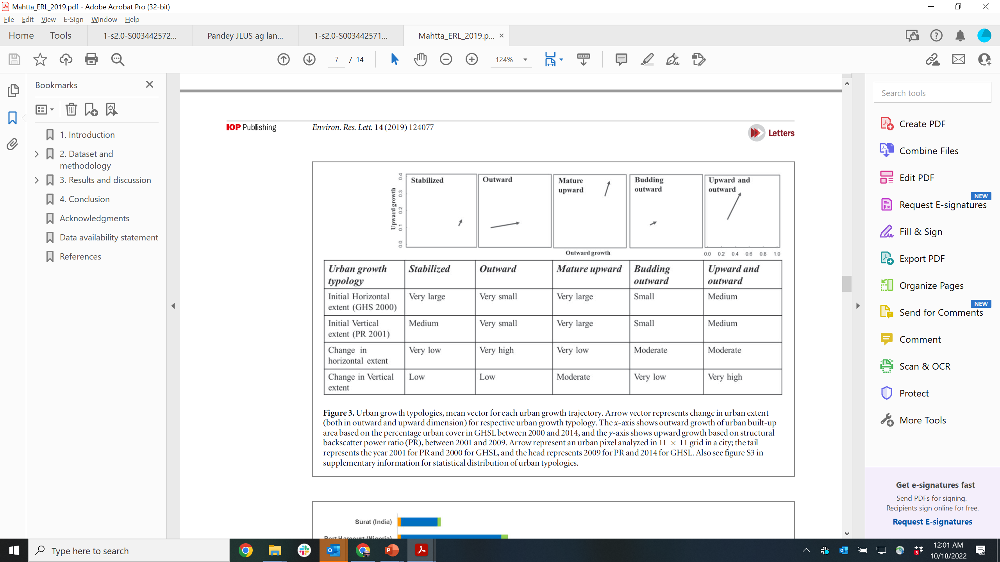 Mahtta_ERL_2019.pdf - Adobe Acrobat Pro (32-bit)
File Edit View E-Sign Window Help
Home Tools 1-s2.0-S003442572... Pandey JLUS ag lan... 1-s2.0-S003442571... Mahtta_ERL_2019.p... ×
7 / 14 124%
Bookmarks
1. Introduction
2. Dataset and
methodology
3. Results and discussion
4. Conclusion
Acknowledgments
Data availability statement
References
IOP Publishing Environ. Res. Lett. 14 (2019) 124077
Letters
Upward growth
0.4
0.3
0.2
0.1
0.0
Stabilized
Outward
Mature
upward
Budding
outward
Upward and
outward
Outward growth
0.0 0.2 0.4 0.6 0.8 1.0
Urban growth
typology
Stabilized
Outward
Mature upward
Budding
outward
Upward and
outward
Initial Horizontal
extent (GHS 2000)
Very large
Very small
Very large
Small
Medium
Initial Vertical
extent (PR 2001)
Medium
Very small
Very large
Small
Medium
Change in
horizontal extent
Very low
Very high
Very low
Moderate
Moderate
Change in Vertical
extent
Low
Low
Moderate
Very low
Very high
Figure 3. Urban growth typologies, mean vector for each urban growth trajectory. Arrow vector represents change in urban extent
(both in outward and upward dimension) for respective urban growth typology. The x-axis shows outward growth of urban built-up
area based on the percentage urban cover in GHSL between 2000 and 2014, and the y-axis shows upward growth based on structural
backscatter power ratio (PR), between 2001 and 2009. Arrow represent an urban pixel analyzed in 11 × 11 grid in a city; the tail
represents the year 2001 for PR and 2000 for GHSL, and the head represents 2009 for PR and 2014 for GHSL. Also see figure S3 in
supplementary information for statistical distribution of urban typologies.
Surat (India)
Port Harcourt (Nigeria)
Search tools
Create PDF
Combine Files
Edit PDF
NEW
Request E-signatures
Fill & Sign
Export PDF
Organize Pages
NEW
Send for Comments
Comment
Scan & OCR
Protect
More Tools
Get e-signatures fast
Send PDFs for signing.
Recipients sign online for free.
Request E-signatures
Type here to search
3
12:01 AM
10/18/2022